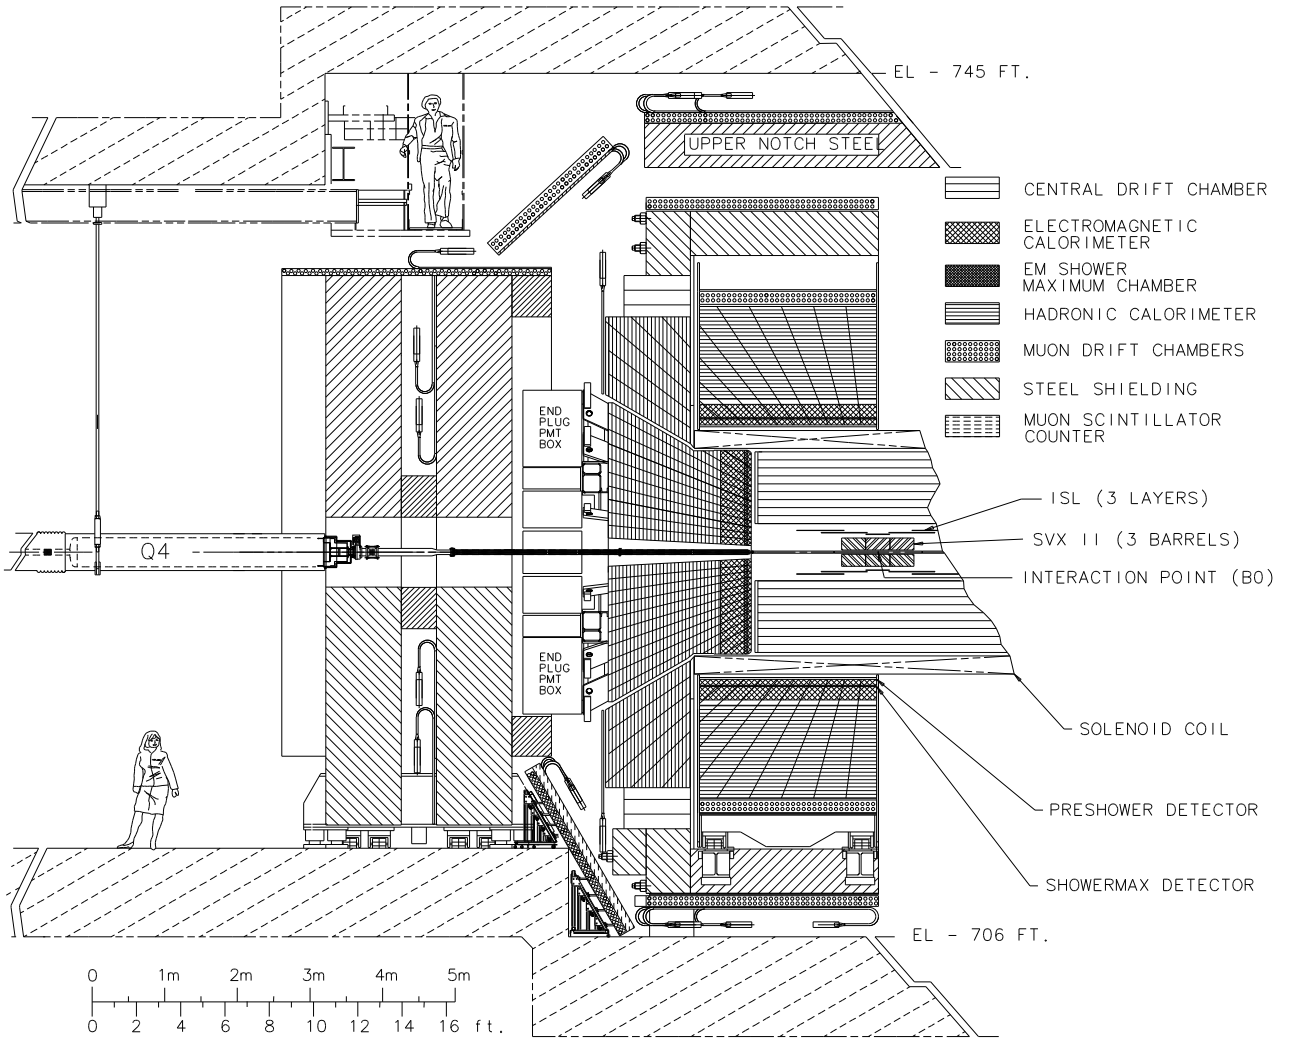 EL - 745 FT.
UPPER NOTCH STEEL
CENTRAL DRIFT CHAMBER
ELECTROMAGNETIC
CALORIMETER
EM SHOWER
MAXIMUM CHAMBER
HADRONIC CALORIMETER
MUON DRIFT CHAMBERS
STEEL SHIELDING
MUON SCINTILLATOR
COUNTER
END
PLUG
PMT
BOX
ISL (3 LAYERS)
SVX II (3 BARRELS)
Q4
INTERACTION POINT (B0)
END
PLUG
PMT
BOX
SOLENOID COIL
PRESHOWER DETECTOR
SHOWERMAX DETECTOR
EL - 706 FT.
0 1m 2m 3m 4m 5m
0 2 4 6 8 10 12 14 16 ft.